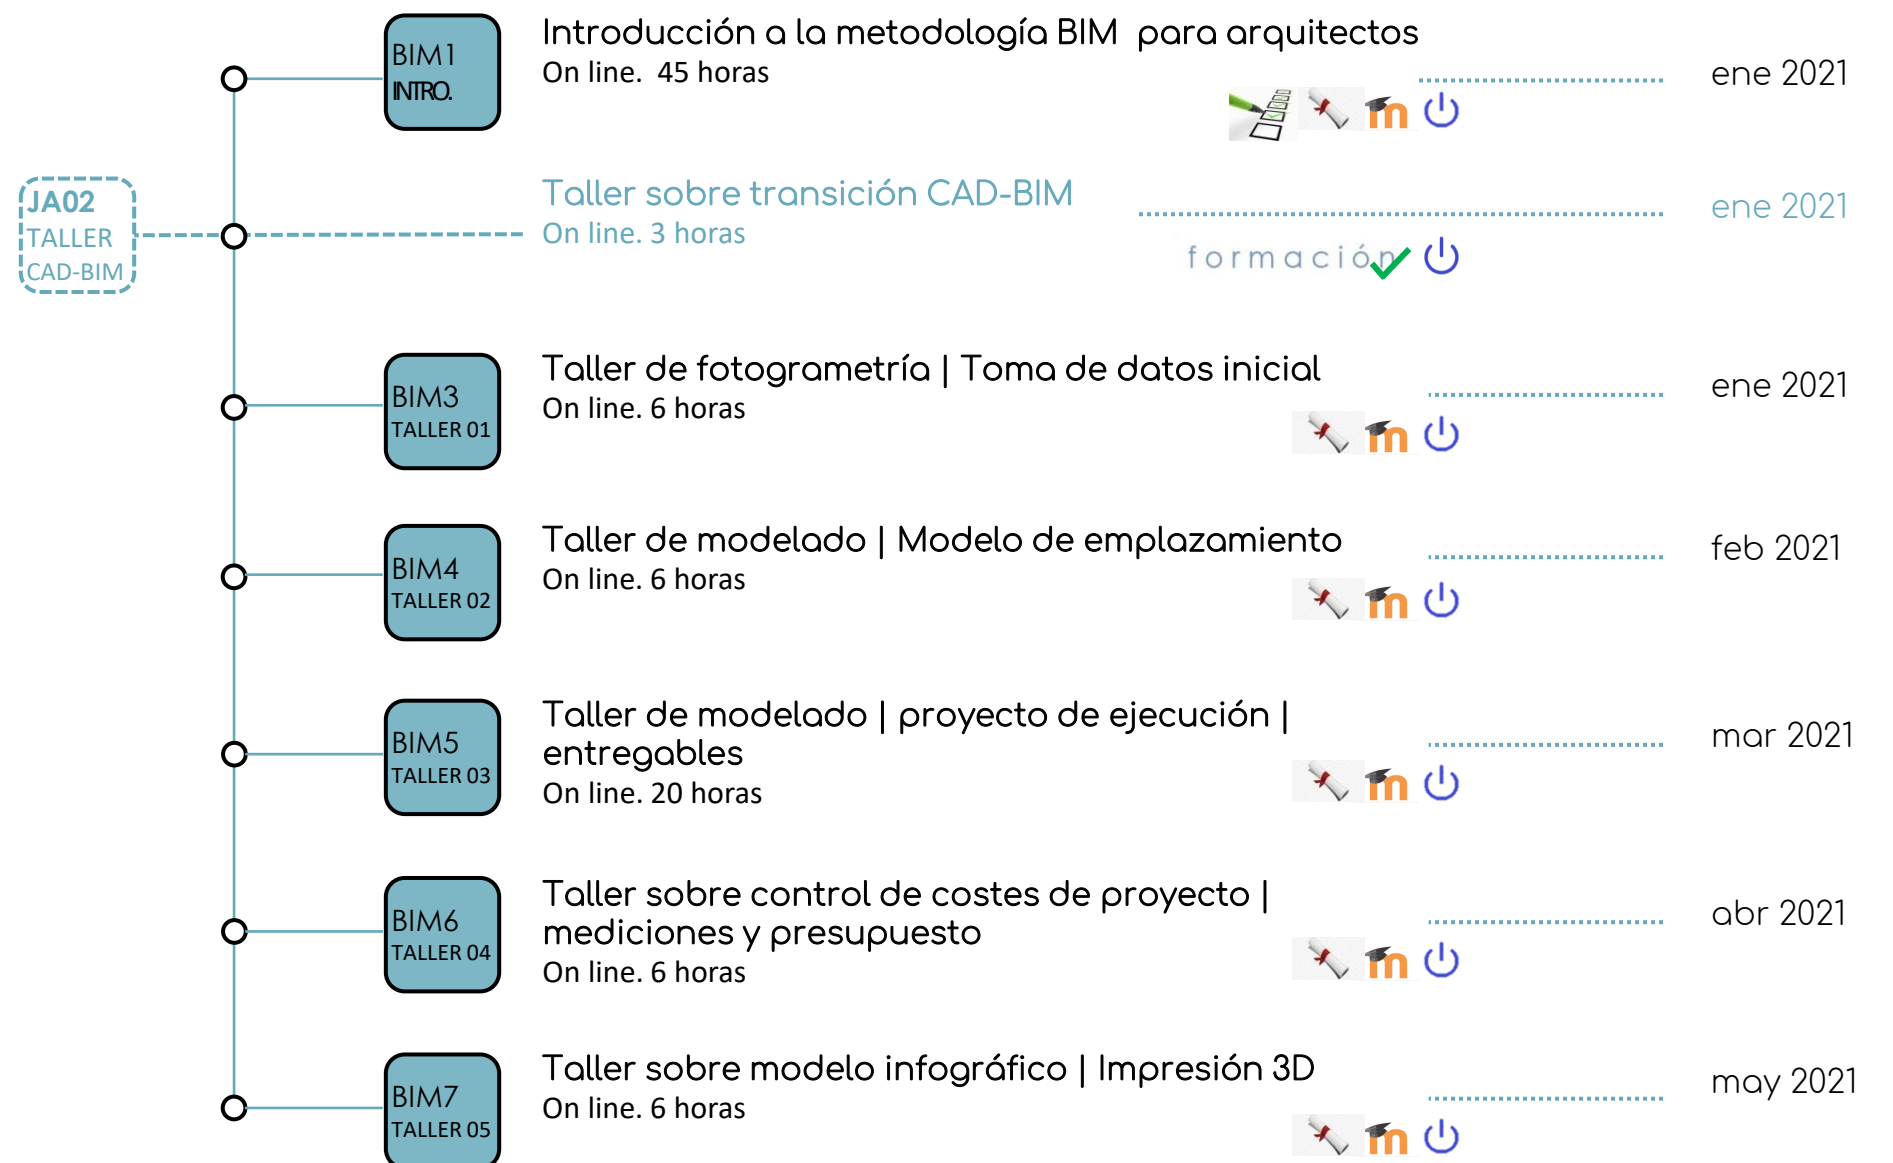 BIM1
INTRO.
Introducción a la metodología BIM  para arquitectos
On line.  45 horas
ene 2021
m
JA02
TALLER
CAD-BIM
Taller sobre transición CAD-BIM
On line. 3 horas
ene 2021
formación
BIM3
TALLER 01
Taller de fotogrametría | Toma de datos inicial
On line. 6 horas
ene 2021
m
BIM4
TALLER 02
Taller de modelado | Modelo de emplazamiento
On line. 6 horas
feb 2021
m
BIM5
TALLER 03
Taller de modelado | proyecto de ejecución |
entregables
On line. 20 horas
mar 2021
m
BIM6
TALLER 04
Taller sobre control de costes de proyecto |
mediciones y presupuesto
On line. 6 horas
abr 2021
m
BIM7
TALLER 05
Taller sobre modelo infográfico | Impresión 3D
On line. 6 horas
may 2021
m